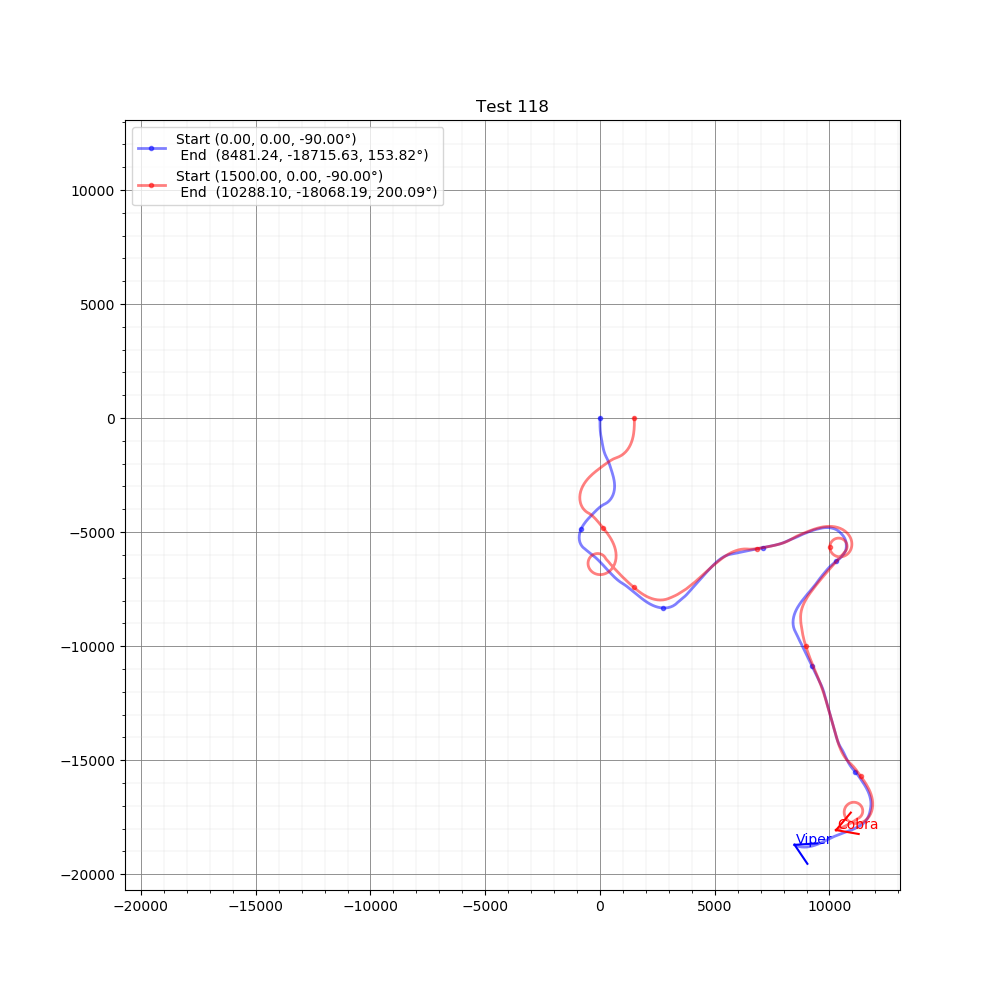 Test 118
Start (0.00, 0.00, -90.00°)
End (8481.24, -18715.63, 153.82°)
Start (1500.00, 0.00, -90.00°)
End (10288.10, -18068.19, 200.09°)
10000
5000
0
−5000
−10000
−15000
−20000
Cobra
Viper
−20000 −15000 −10000 −5000 0 5000 10000